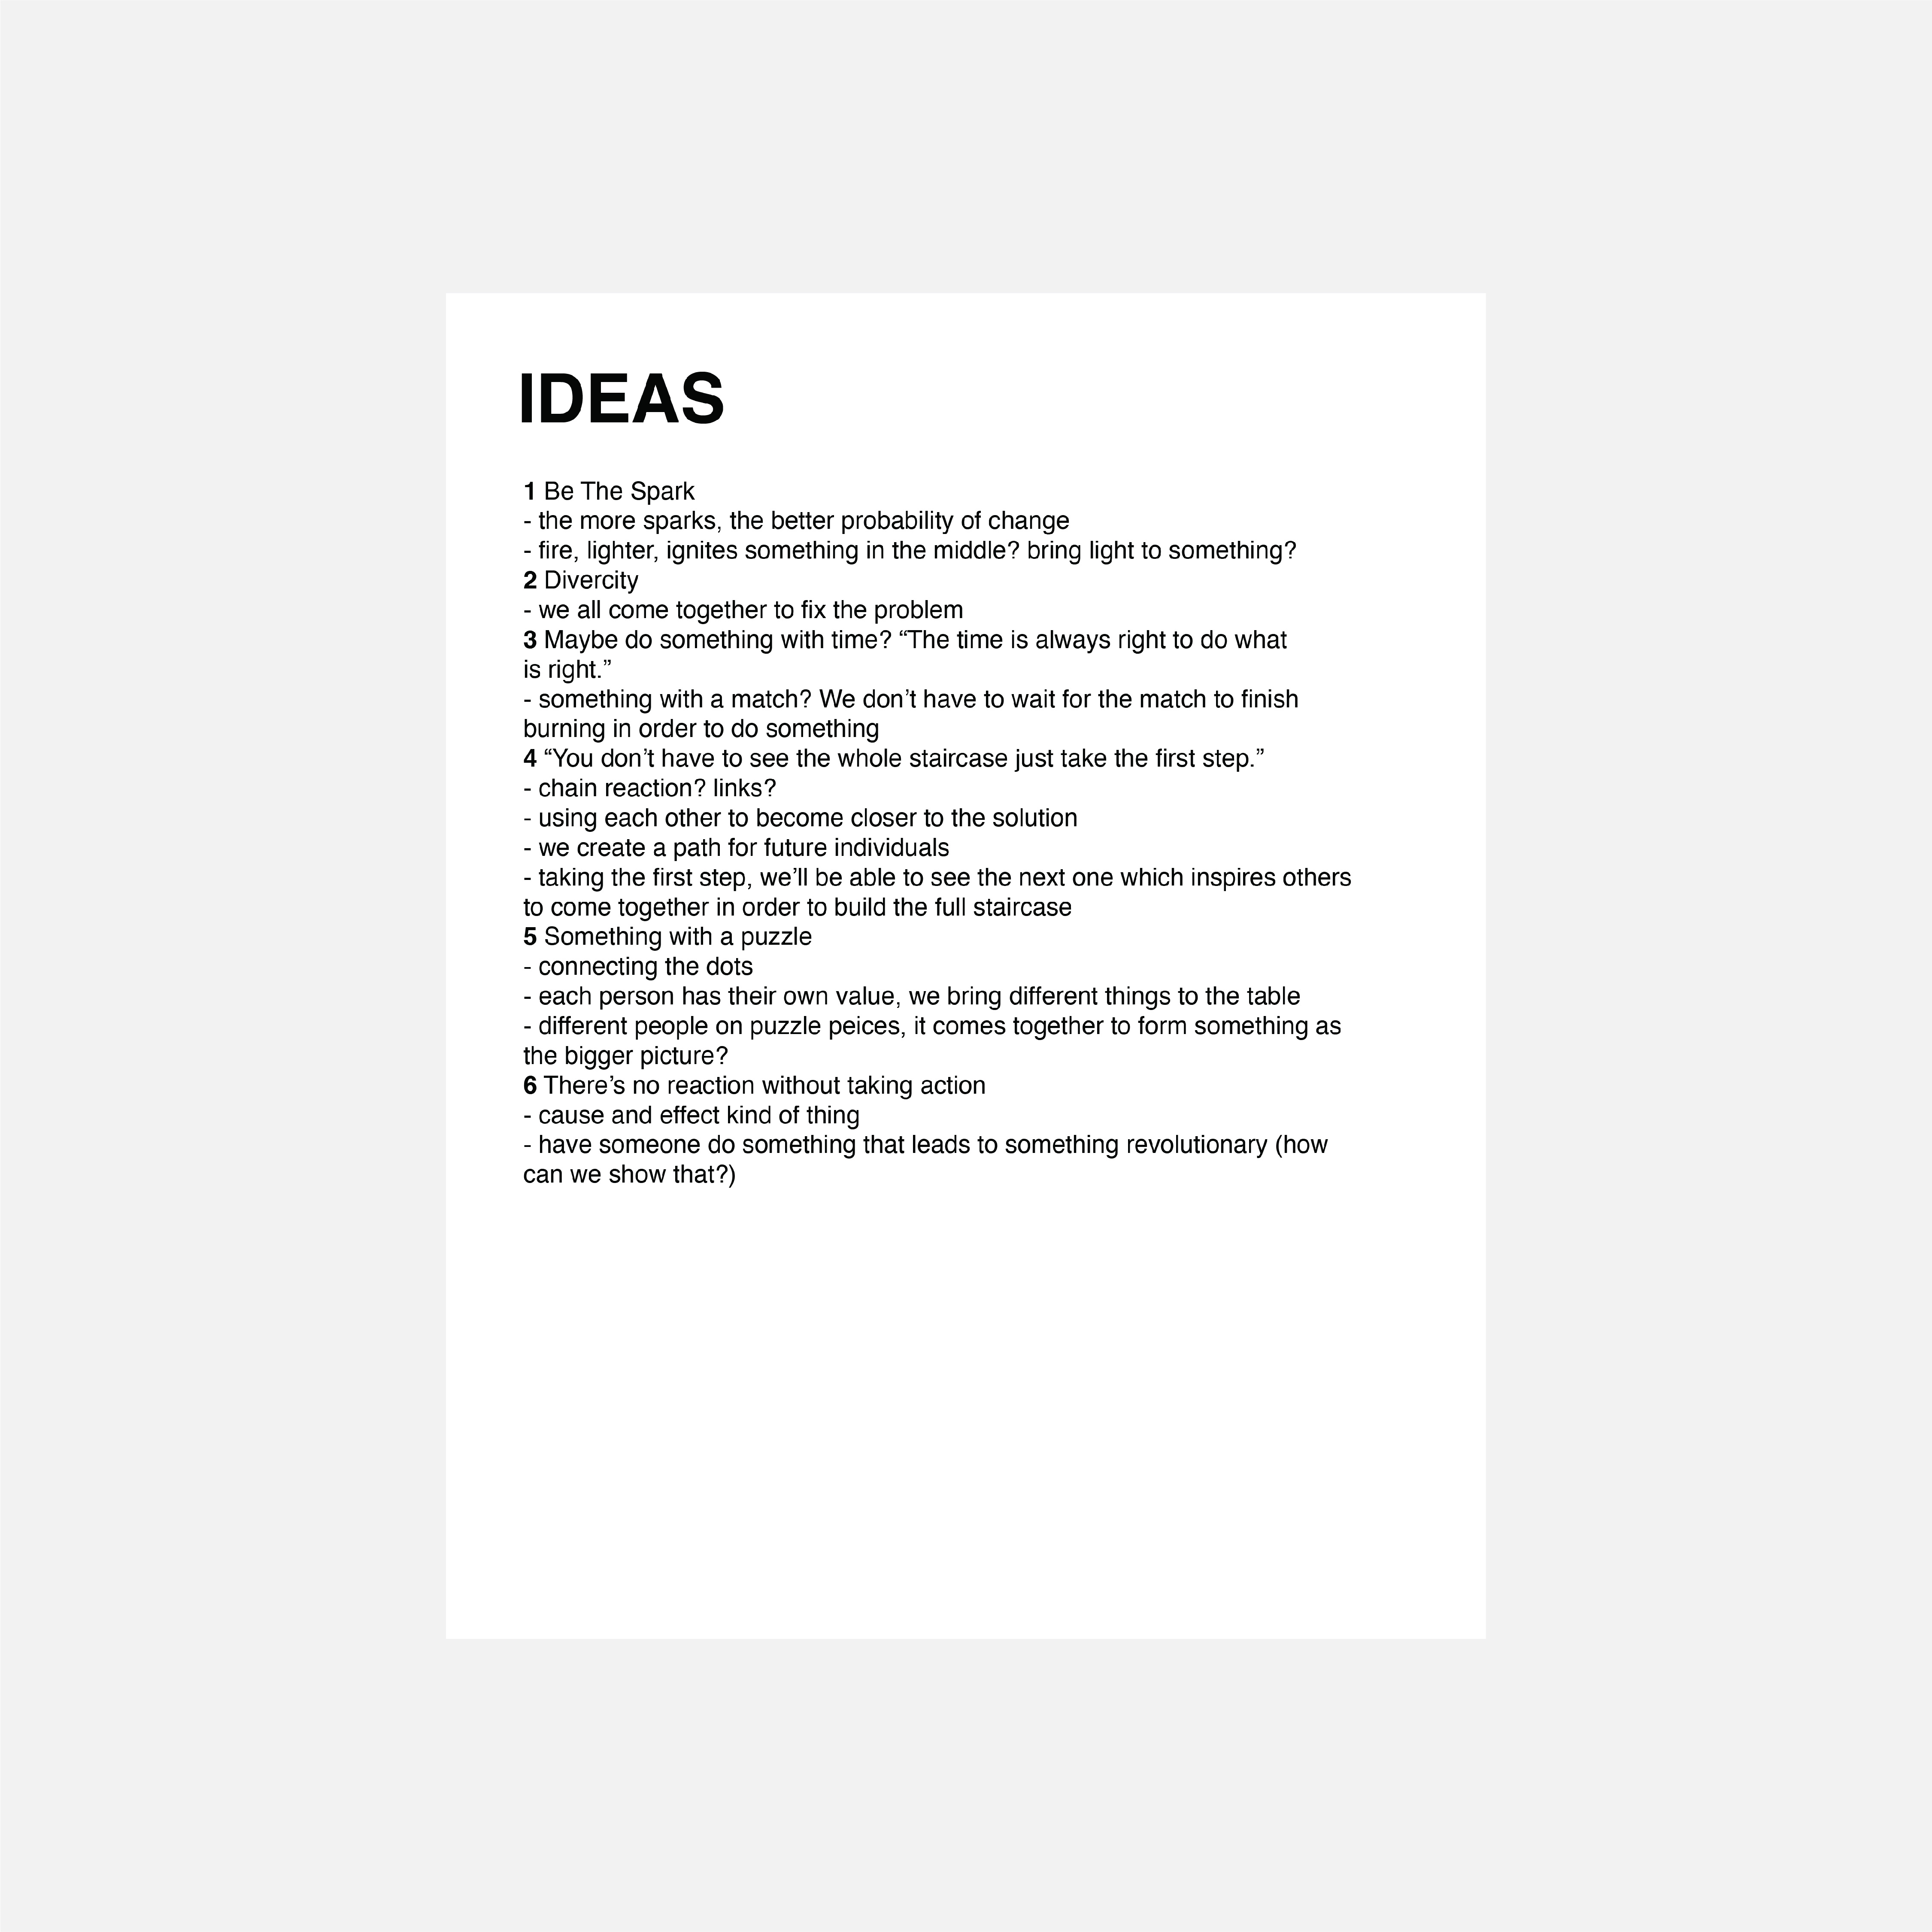 IDEAS
1 Be The Spark
- the more sparks, the better probability of change
- fire, lighter, ignites something in the middle? bring light to something?
2 Divercity
- we all come together to fix the problem
3 Maybe do something with time? “The time is always right to do what
is right.”
- something with a match? We don’t have to wait for the match to finish
burning in order to do something
4 “You don’t have to see the whole staircase just take the first step.”
- chain reaction? links?
- using each other to become closer to the solution
- we create a path for future individuals
- taking the first step, we’ll be able to see the next one which inspires others
to come together in order to build the full staircase
5 Something with a puzzle
- connecting the dots
- each person has their own value, we bring different things to the table
- different people on puzzle peices, it comes together to form something as
the bigger picture?
6 There’s no reaction without taking action
- cause and effect kind of thing
- have someone do something that leads to something revolutionary (how
can we show that?)